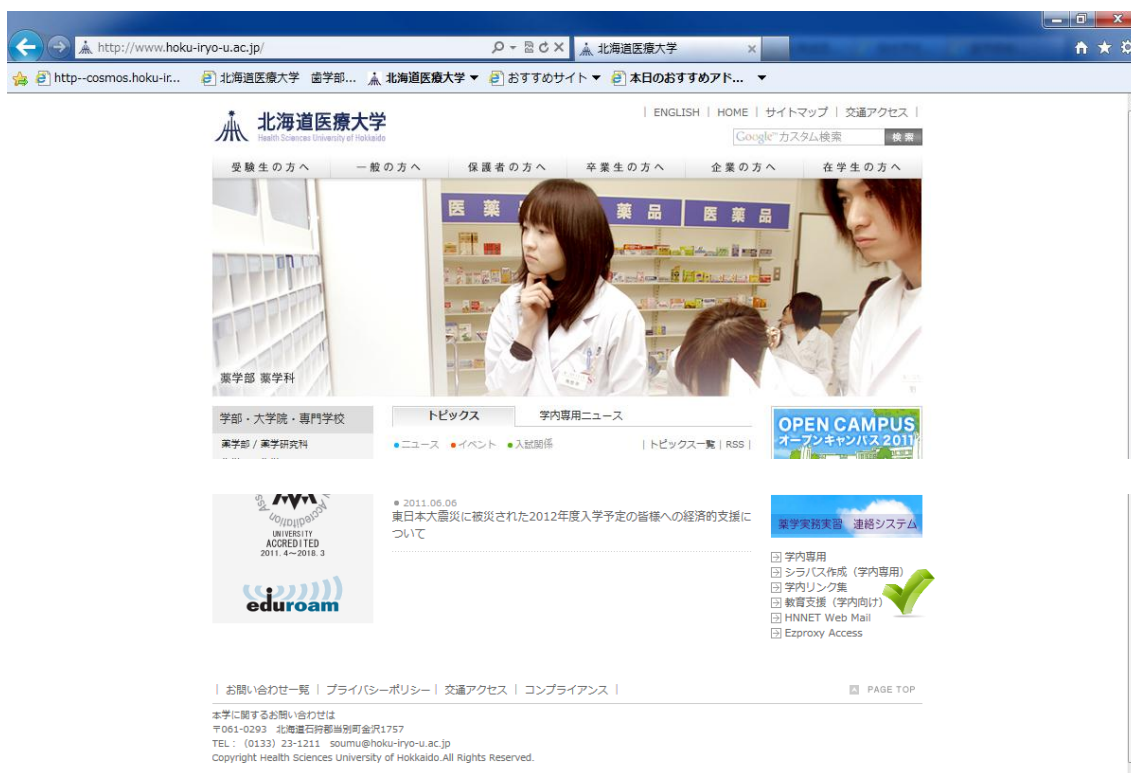 http://www.hoku-iryo-u.ac.jp/
北海道医療大学
http--cosmos.hoku-ir...
北海道医療大学 歯学部...
北海道医療大学
おすすめサイト
本日のおすすめアド...
北海道医療大学
Health Sciences University of Hokkaido
| ENGLISH | HOME | サイトマップ | 交通アクセス |
Google™ カスタム検索
検索
受験生の方へ
一般の方へ
保護者の方へ
卒業生の方へ
企業の方へ
在学生の方へ
医薬
薬品
医薬品
薬学部 薬学科
学部・大学院・専門学校
薬学部 / 薬学研究科
トピックス
学内専用ニュース
ニュース
イベント
入試関係
| トピックス一覧 | RSS |
OPEN CAMPUS
オープンキャンパス 2011
UNIVERSITY
ACCREDITED
2011. 4～2018. 3
eduroam
2011.06.06
東日本大震災に被災された2012年度入学予定の皆様への経済的支援に
ついて
薬学実務実習 連絡システム
学内専用
シラバス作成（学内専用）
学内リンク集
教育支援（学内向け）
HNNET Web Mail
Ezproxy Access
| お問い合わせ一覧 | プライバシーポリシー | 交通アクセス | コンプライアンス |
PAGE TOP
本学に関するお問い合わせは
〒061-0293 北海道石狩郡当別町金沢1757
TEL： (0133) 23-1211 soumu@hoku-iryo-u.ac.jp
Copyright Health Sciences University of Hokkaido.All Rights Reserved.